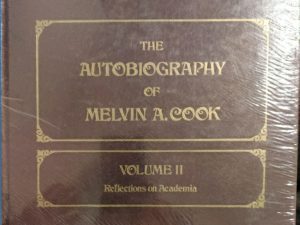 THE
AUTOBIOGRAPHY
OF
MELVIN A. COOK
VOLUME II
Reflections on Academia